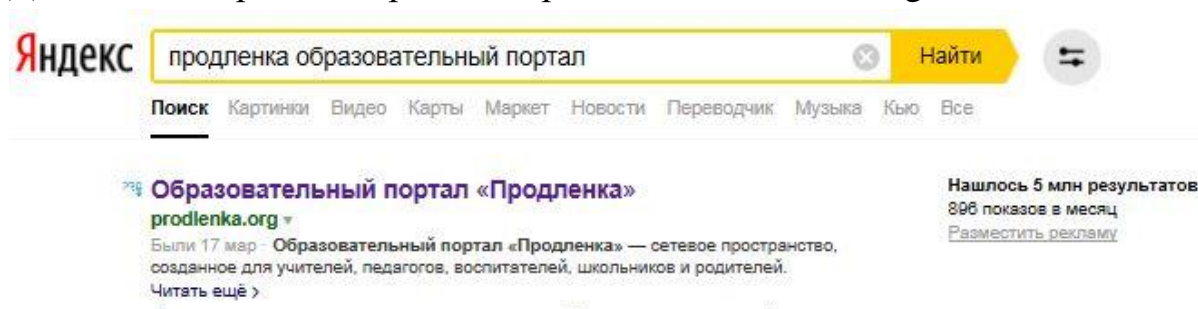 Яндекс продленка образовательный портал Найти
Поиск Картинки Видео Карты Маркет Новости Переводчик Музыка Кью Все
Образовательный портал «Продленка»
prodlenka.org
Были 17 мар - Образовательный портал «Продленка» — сетевое пространство,
созданное для учителей, педагогов, воспитателей, школьников и родителей.
Читать ещё >
Нашлось 5 млн результатов
896 показов в месяц
Разместить рекламу